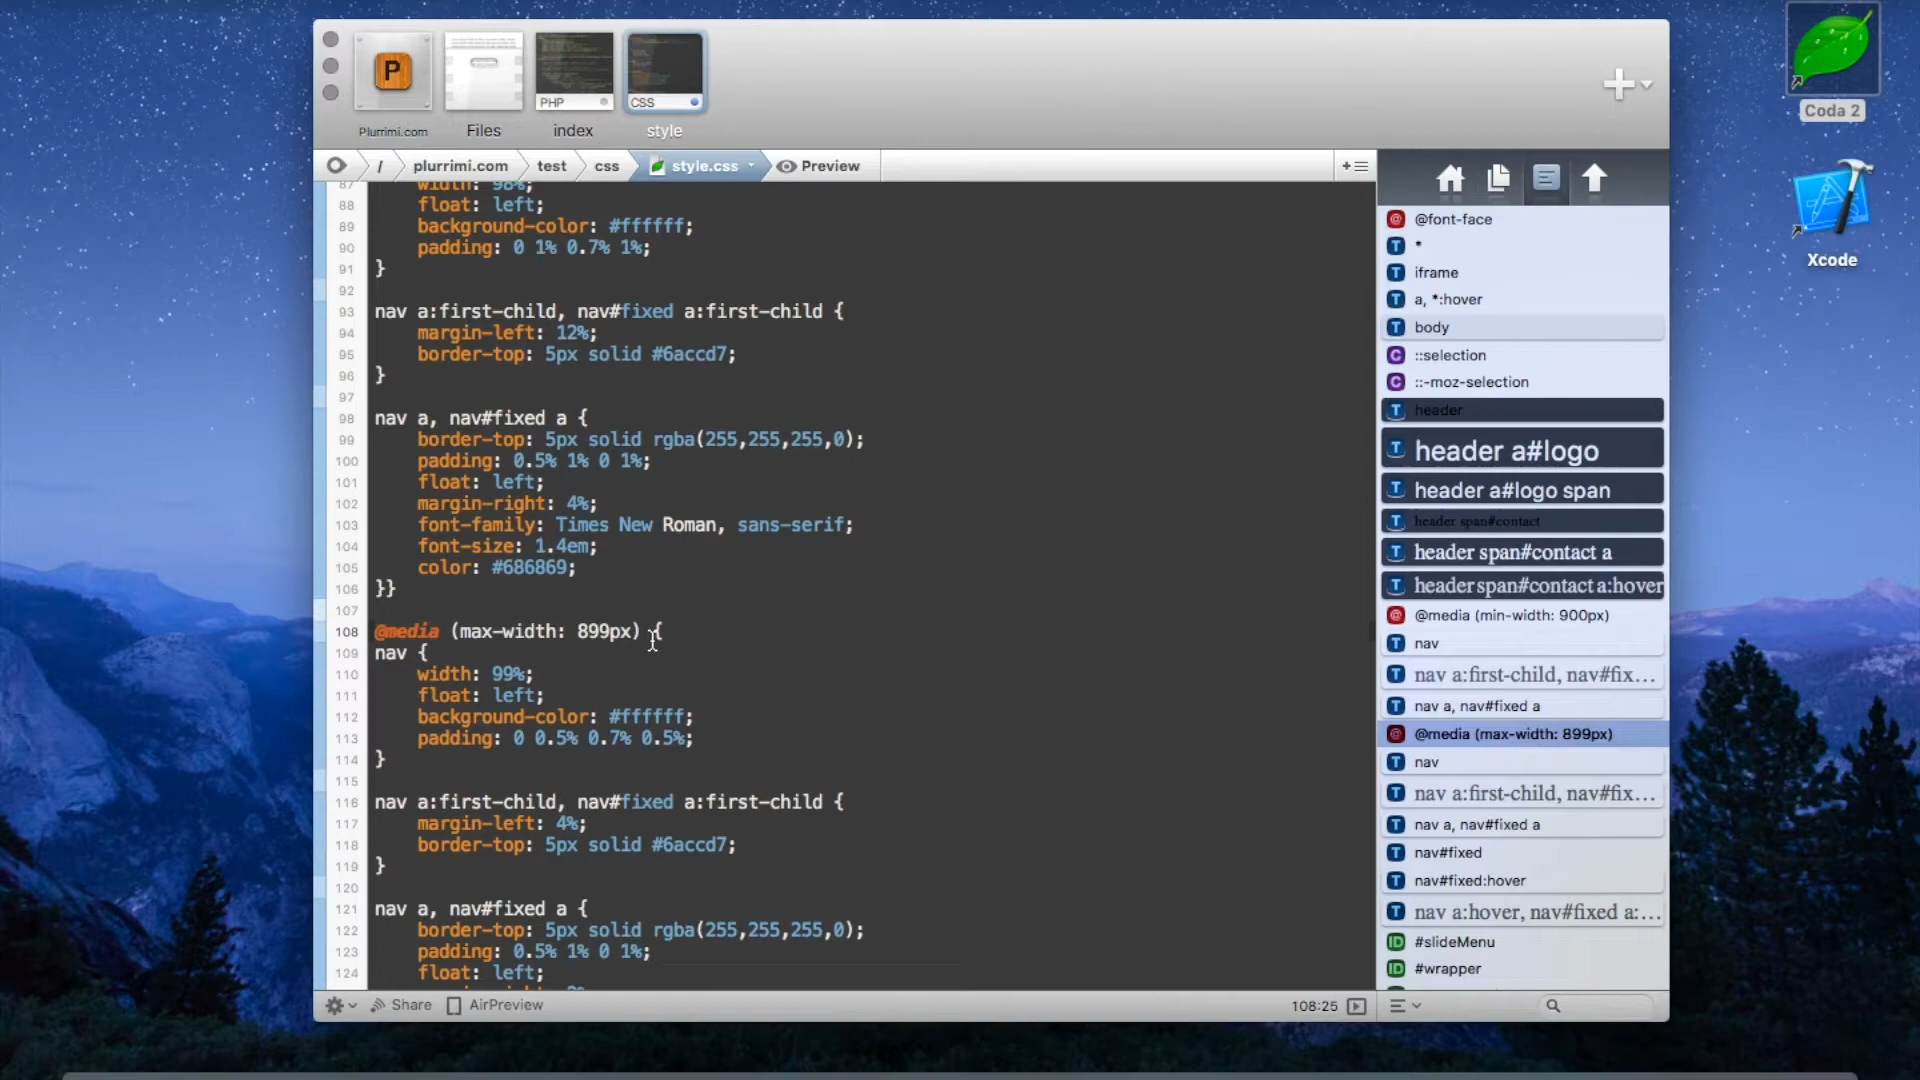 P
PHP
CSS
Plurrimi.com
Files
index
style
Coda 2
Xcode
/
plurrimi.com
test
css
style.css
Preview
87 width: 98%;
88 float: left;
89 background-color: #ffffff;
90 padding: 0 1% 0.7% 1%;
91 }
92
93 nav a:first-child, nav#fixed a:first-child {
94 margin-left: 12%;
95 border-top: 5px solid #6accd7;
96 }
97
98 nav a, nav#fixed a {
99 border-top: 5px solid rgba(255,255,255,0);
100 padding: 0.5% 1% 0 1%;
101 float: left;
102 margin-right: 4%;
103 font-family: Times New Roman, sans-serif;
104 font-size: 1.4em;
105 color: #686869;
106 }}
107
108 @media (max-width: 899px) {
109 nav {
110 width: 99%;
111 float: left;
112 background-color: #ffffff;
113 padding: 0 0.5% 0.7% 0.5%;
114 }
115
116 nav a:first-child, nav#fixed a:first-child {
117 margin-left: 4%;
118 border-top: 5px solid #6accd7;
119 }
120
121 nav a, nav#fixed a {
122 border-top: 5px solid rgba(255,255,255,0);
123 padding: 0.5% 1% 0 1%;
124 float: left;
@ @font-face
T *
T iframe
T a, *:hover
T body
C ::selection
C ::-moz-selection
T header
T header a#logo
T header a#logo span
T header span#contact
T header span#contact a
T header span#contact a:hover
@ @media (min-width: 900px)
T nav
T nav a:first-child, nav#fix...
T nav a, nav#fixed a
@ @media (max-width: 899px)
T nav
T nav a:first-child, nav#fix...
T nav a, nav#fixed a
T nav#fixed
T nav#fixed:hover
T nav a:hover, nav#fixed a:...
ID #slideMenu
ID #wrapper
Share
AirPreview
108:25